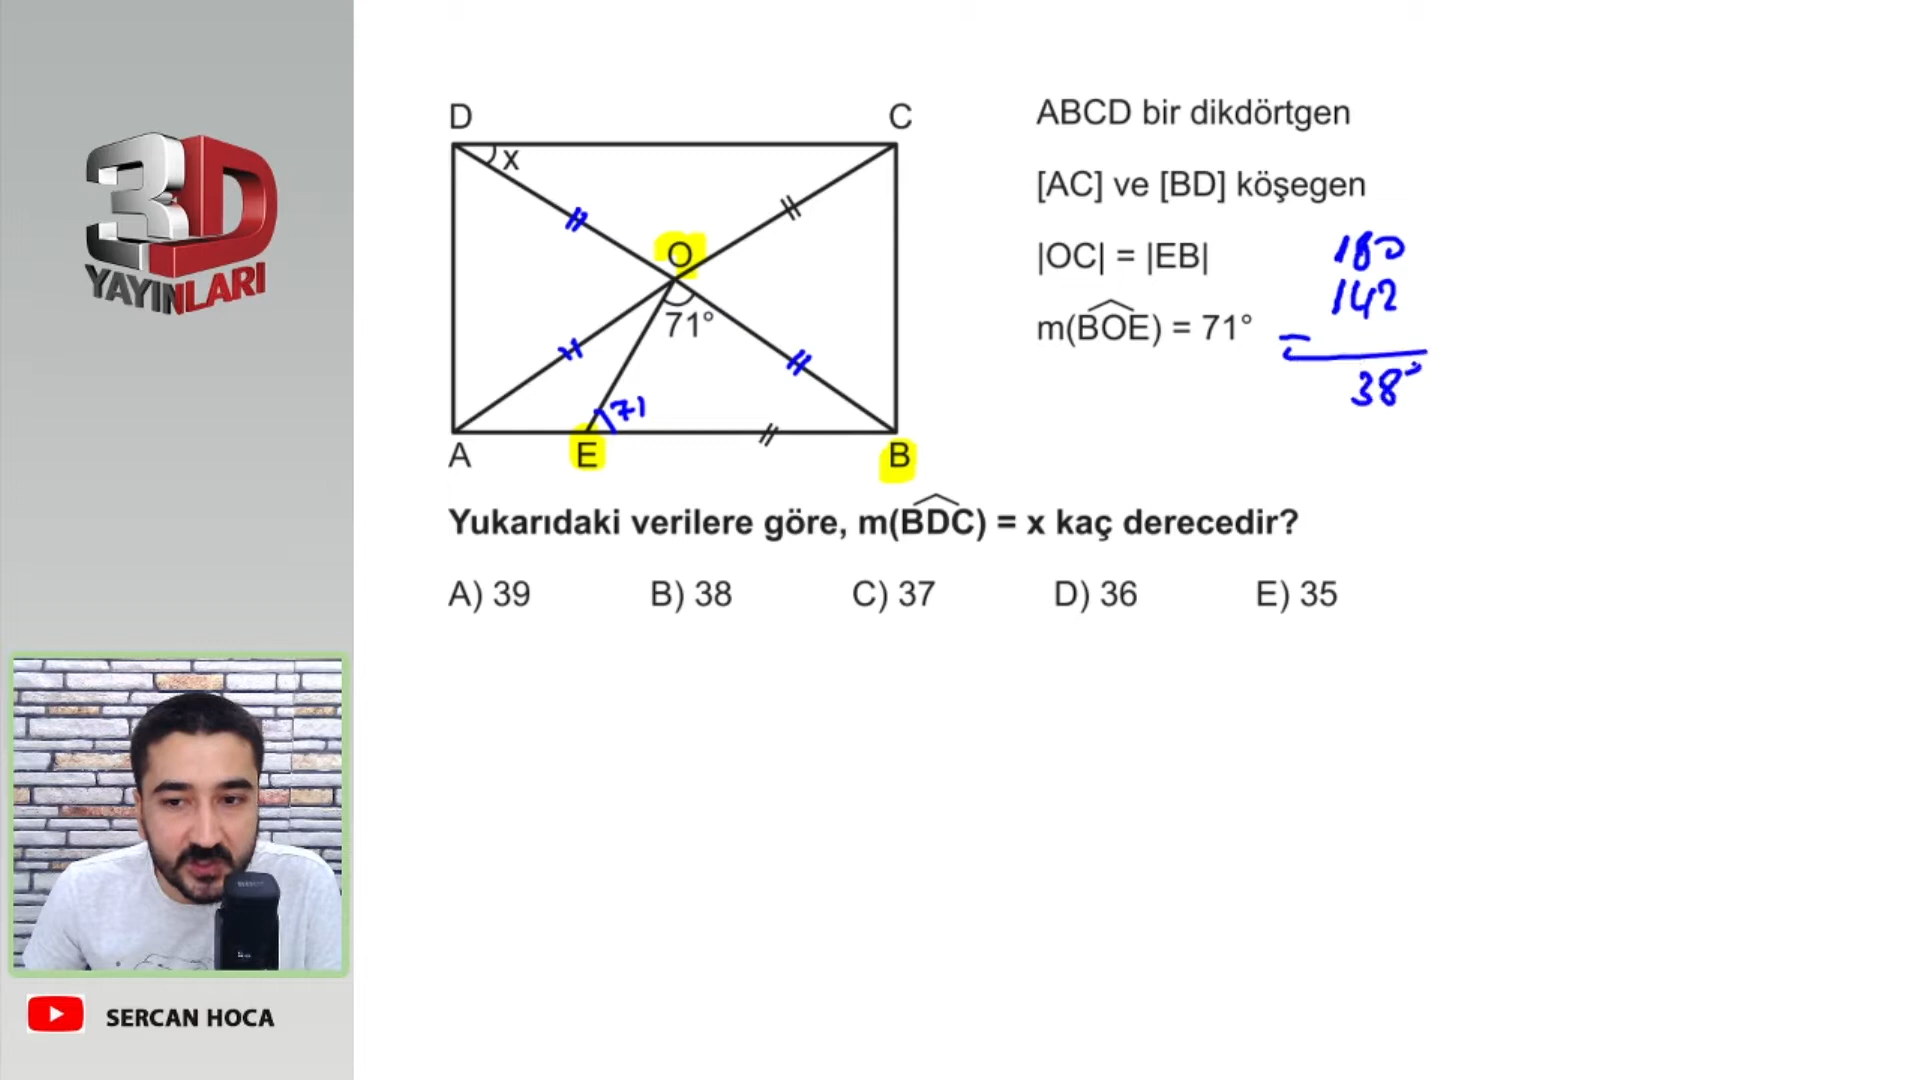 3D
YAYINLARI
D
C
x
O
71°
71
A
E
B
ABCD bir dikdörtgen
[AC] ve [BD] köşegen
|OC| = |EB|
m(BOE) = 71°
180
142
38°
Yukarıdaki verilere göre, m(BDC) = x kaç derecedir?
A) 39 B) 38 C) 37 D) 36 E) 35
SERCAN HOCA